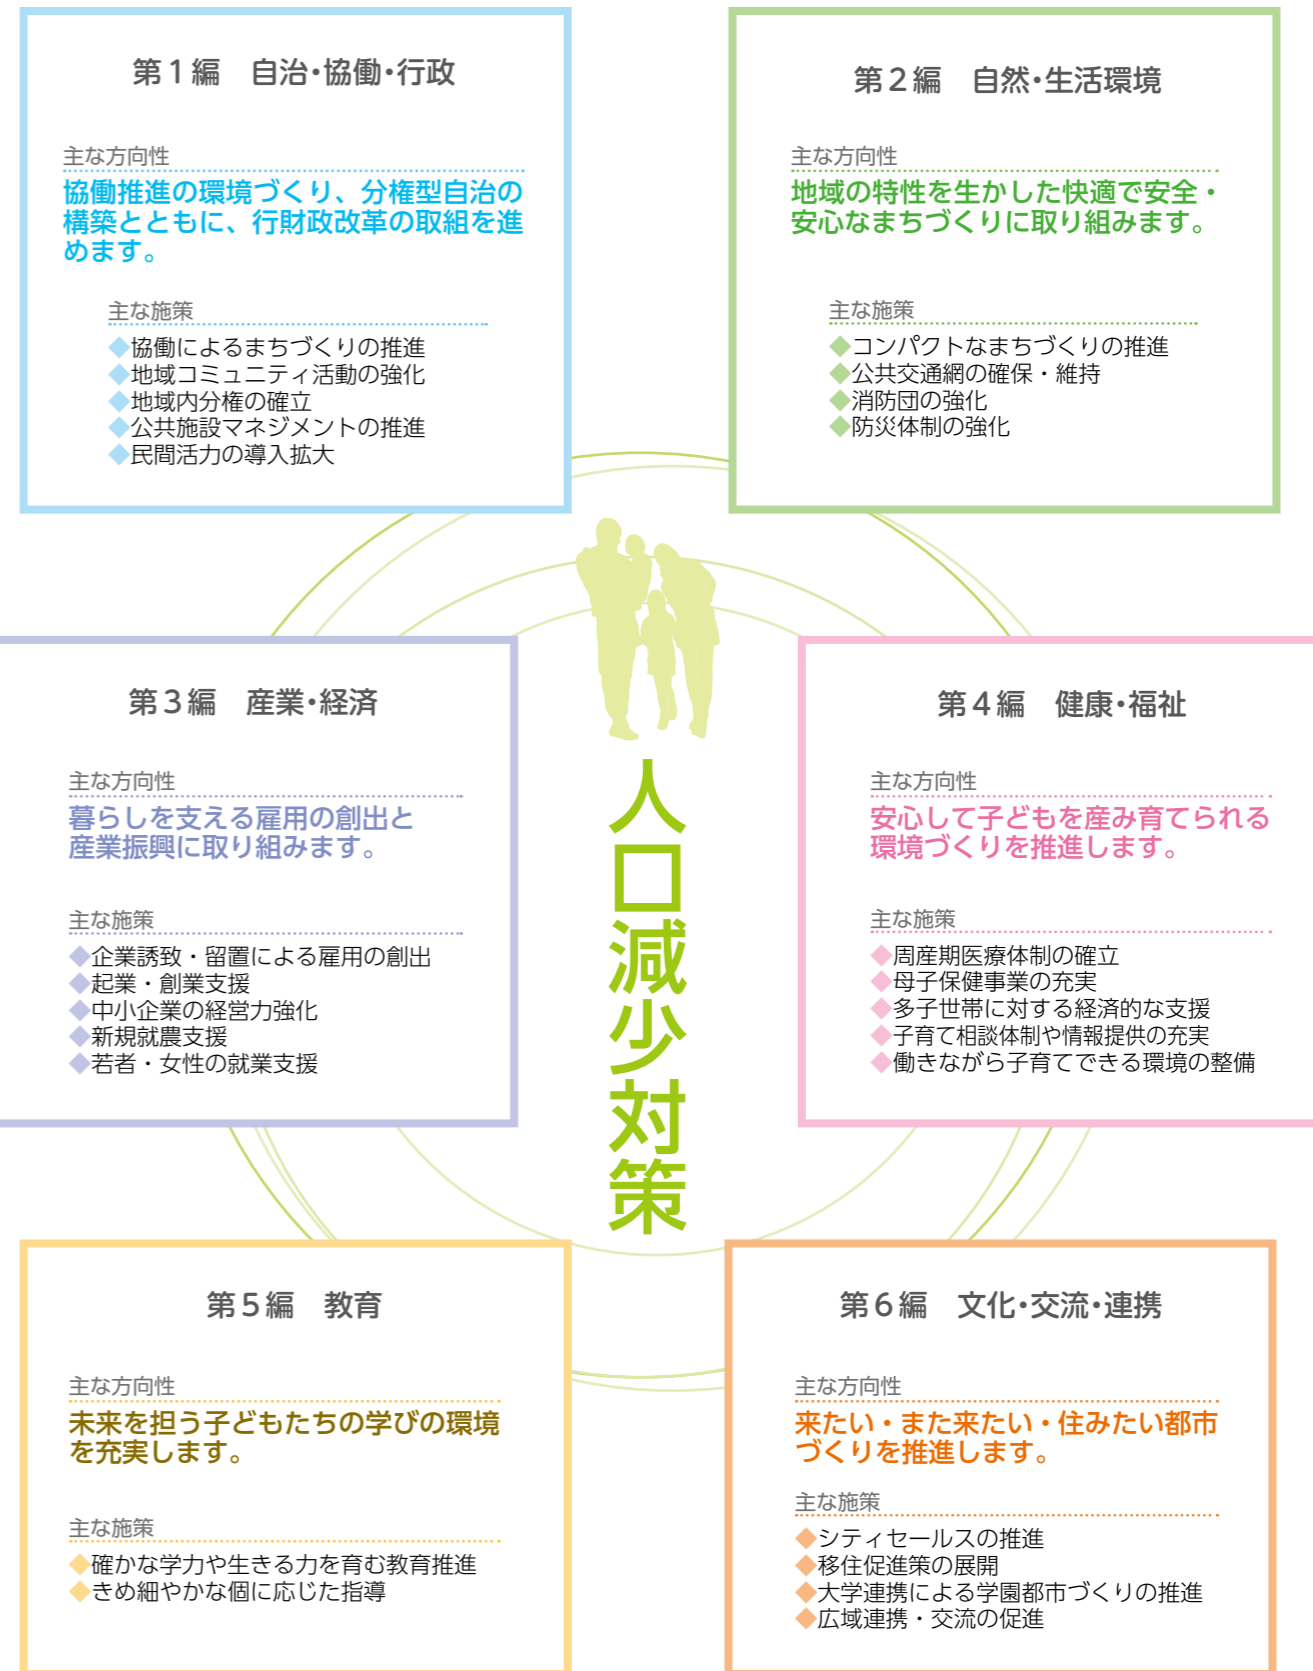 第1編　自治・協働・行政
主な方向性
協働推進の環境づくり、分権型自治の
構築とともに、行財政改革の取組を進
めます。
主な施策
◆協働によるまちづくりの推進
◆地域コミュニティ活動の強化
◆地域内分権の確立
◆公共施設マネジメントの推進
◆民間活力の導入拡大
第2編　自然・生活環境
主な方向性
地域の特性を生かした快適で安全・
安心なまちづくりに取り組みます。
主な施策
◆コンパクトなまちづくりの推進
◆公共交通網の確保・維持
◆消防団の強化
◆防災体制の強化
人口減少対策
第3編　産業・経済
主な方向性
暮らしを支える雇用の創出と
産業振興に取り組みます。
主な施策
◆企業誘致・留置による雇用の創出
◆起業・創業支援
◆中小企業の経営力強化
◆新規就農支援
◆若者・女性の就業支援
第4編　健康・福祉
主な方向性
安心して子どもを産み育てられる
環境づくりを推進します。
主な施策
◆周産期医療体制の確立
◆母子保健事業の充実
◆多子世帯に対する経済的な支援
◆子育て相談体制や情報提供の充実
◆働きながら子育てできる環境の整備
第5編　教育
主な方向性
未来を担う子どもたちの学びの環境
を充実します。
主な施策
◆確かな学力や生きる力を育む教育推進
◆きめ細やかな個に応じた指導
第6編　文化・交流・連携
主な方向性
来たい・また来たい・住みたい都市
づくりを推進します。
主な施策
◆シティセールスの推進
◆移住促進策の展開
◆大学連携による学園都市づくりの推進
◆広域連携・交流の促進